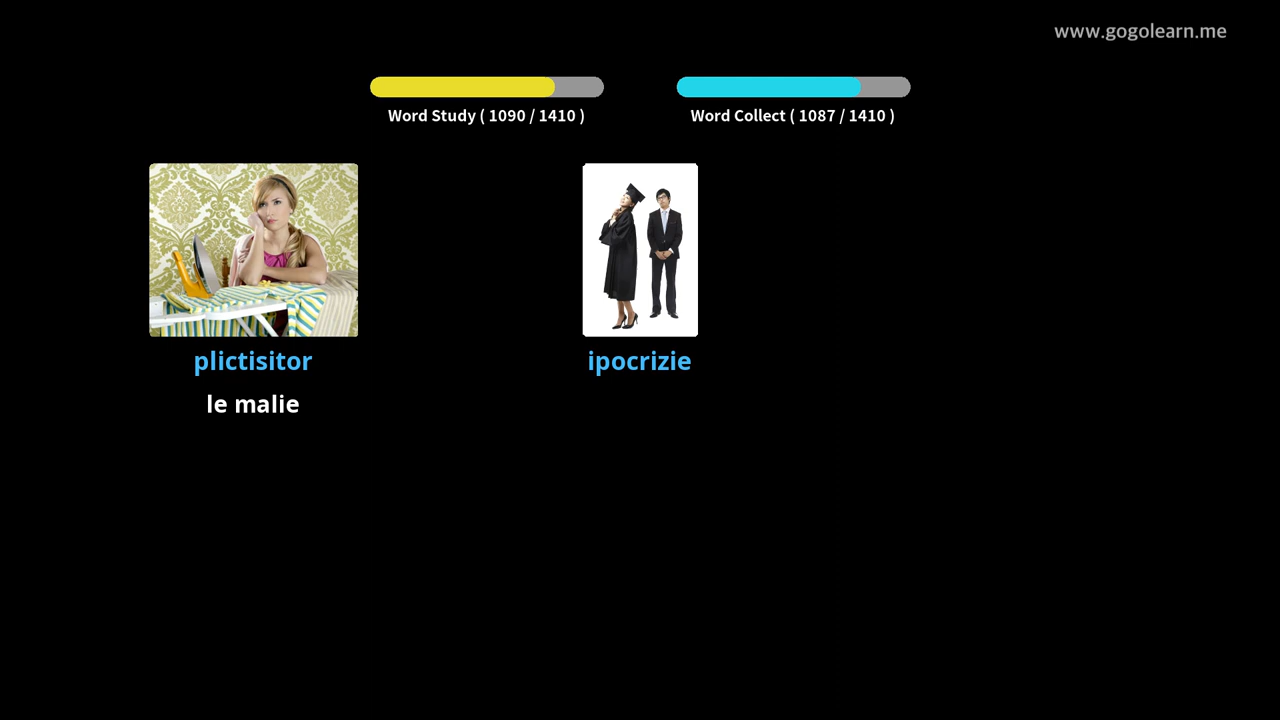 www.gogolearn.me
Word Study ( 1090 / 1410 )
Word Collect ( 1087 / 1410 )
plictisitor
ipocrizie
le malie